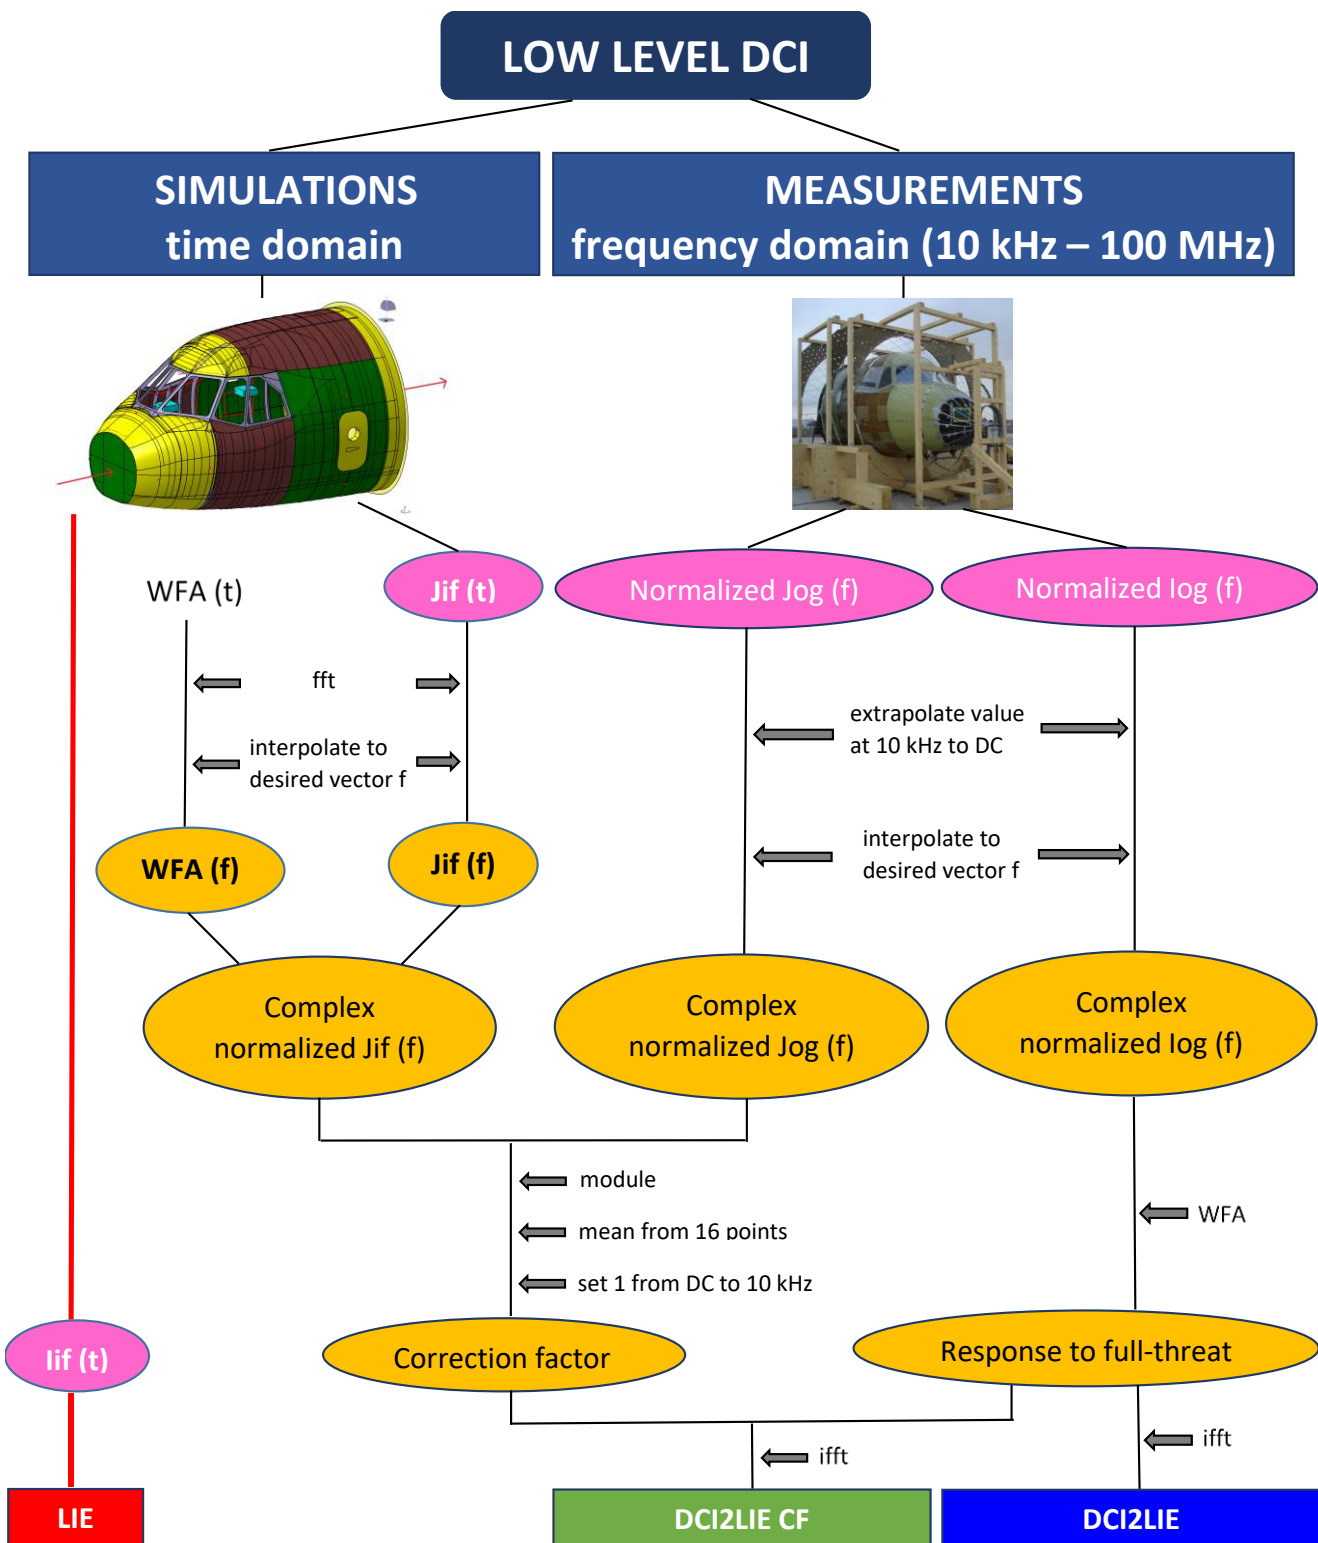 LOW LEVEL DCI
SIMULATIONS
time domain
MEASUREMENTS
frequency domain (10 kHz – 100 MHz)
WFA (t)
Jif (t)
Normalized Jog (f)
Normalized Iog (f)
fft
interpolate to
desired vector f
extrapolate value
at 10 kHz to DC
WFA (f)
Jif (f)
interpolate to
desired vector f
Complex
normalized Jif (f)
Complex
normalized Jog (f)
Complex
normalized Iog (f)
module
mean from 16 points
set 1 from DC to 10 kHz
WFA
Iif (t)
Correction factor
Response to full-threat
ifft
ifft
LIE
DCI2LIE CF
DCI2LIE